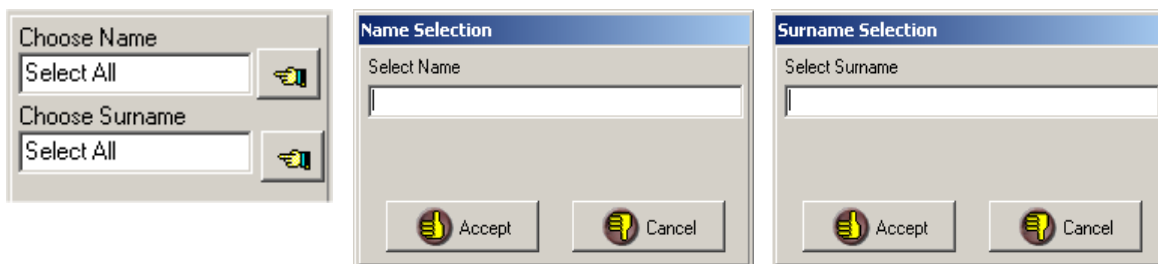 Choose Name
Select All
Choose Surname
Select All
Name Selection
Select Name
Accept Cancel
Surname Selection
Select Surname
Accept Cancel